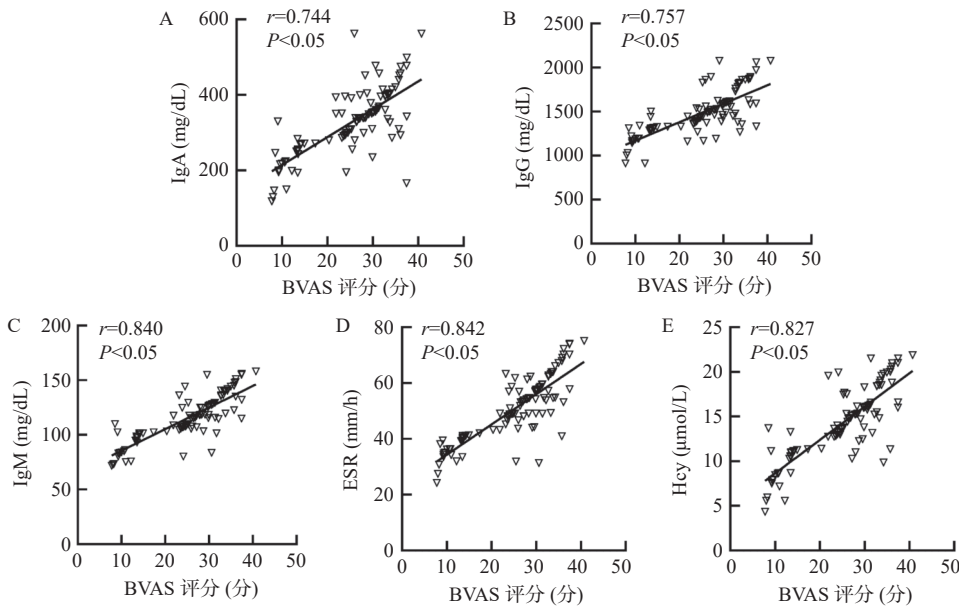 A
r=0.744
P<0.05
600
400
200
0
IgA (mg/dL)
0 10 20 30 40 50
BVAS 评分 (分)
B
r=0.757
P<0.05
2500
2000
1500
1000
500
0
IgG (mg/dL)
0 10 20 30 40 50
BVAS 评分 (分)
C
r=0.840
P<0.05
200
150
100
50
0
IgM (mg/dL)
0 10 20 30 40 50
BVAS 评分 (分)
D
r=0.842
P<0.05
80
60
40
20
0
ESR (mm/h)
0 10 20 30 40 50
BVAS 评分 (分)
E
r=0.827
P<0.05
25
20
15
10
5
0
Hcy (μmol/L)
0 10 20 30 40 50
BVAS 评分 (分)